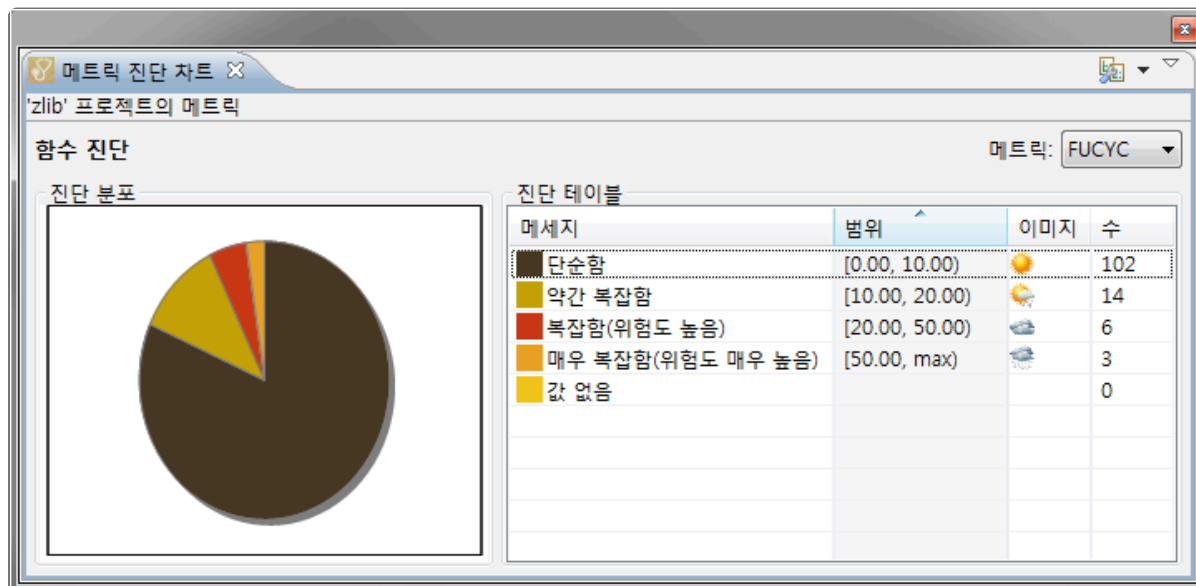 메트릭 진단 차트
'zlib' 프로젝트의 메트릭
함수 진단 메트릭: FUCYC
진단 분포
진단 테이블
메세지 범위 이미지 수
단순함 [0.00, 10.00) 102
약간 복잡함 [10.00, 20.00) 14
복잡함(위험도 높음) [20.00, 50.00) 6
매우 복잡함(위험도 매우 높음) [50.00, max) 3
값 없음 0